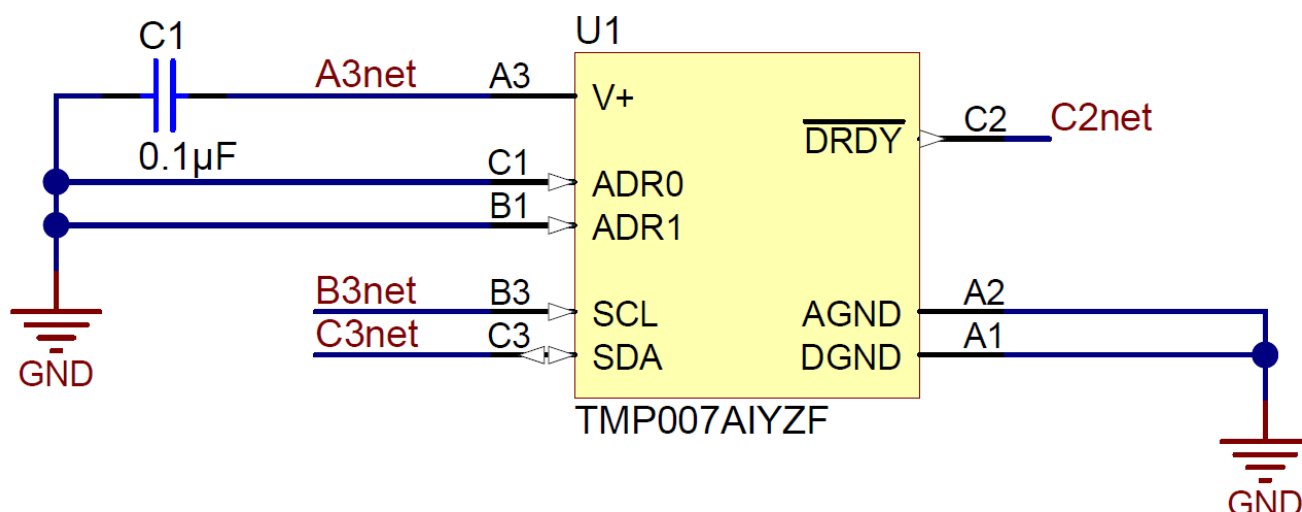 C1
U1
A3net
A3
V+
0.1µF
DRDY
C2
C2net
C1
ADR0
B1
ADR1
B3net
B3
SCL
AGND
A2
C3net
C3
SDA
DGND
A1
GND
TMP007AIYZF
GND